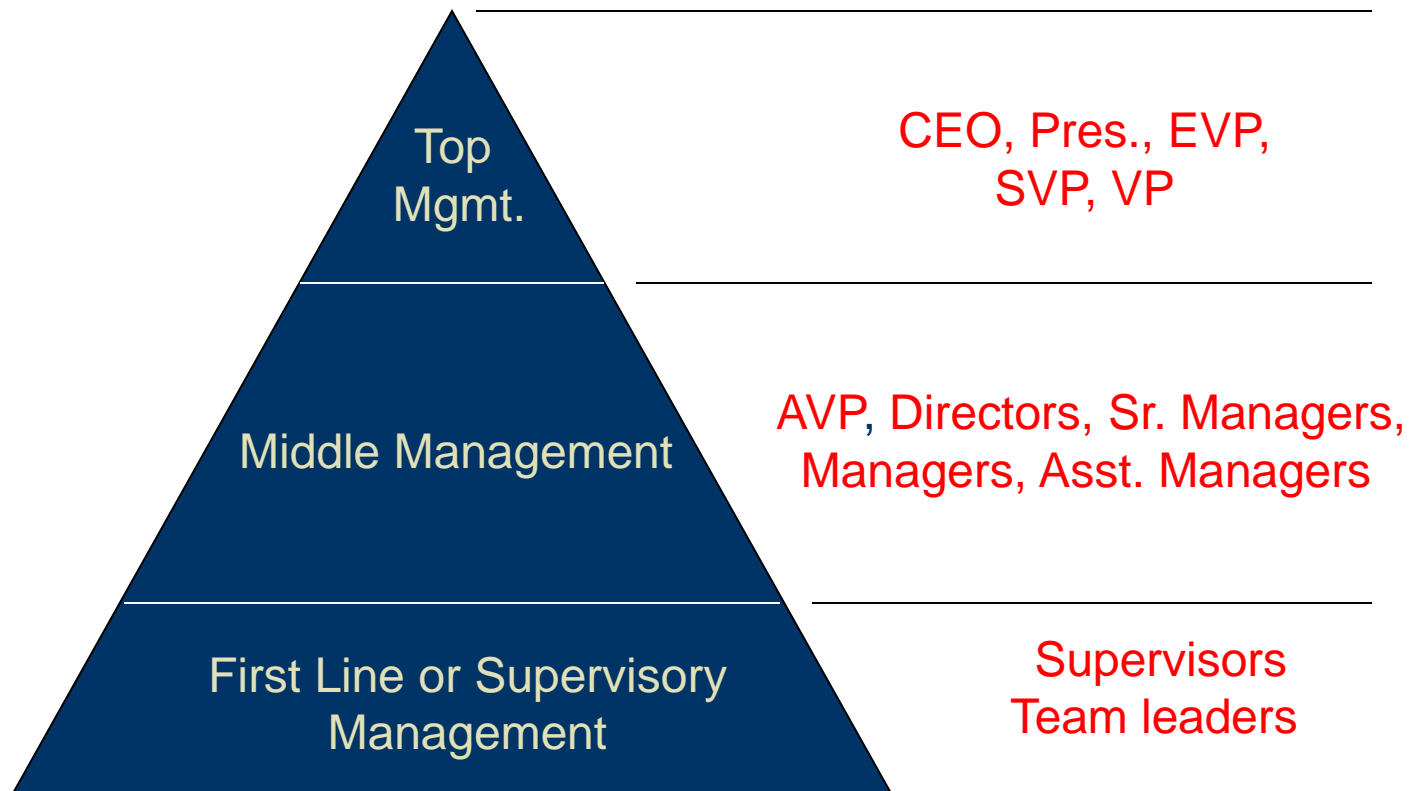 Top
Mgmt.
CEO, Pres., EVP,
SVP, VP
Middle Management
AVP, Directors, Sr. Managers,
Managers, Asst. Managers
First Line or Supervisory
Management
Supervisors
Team leaders